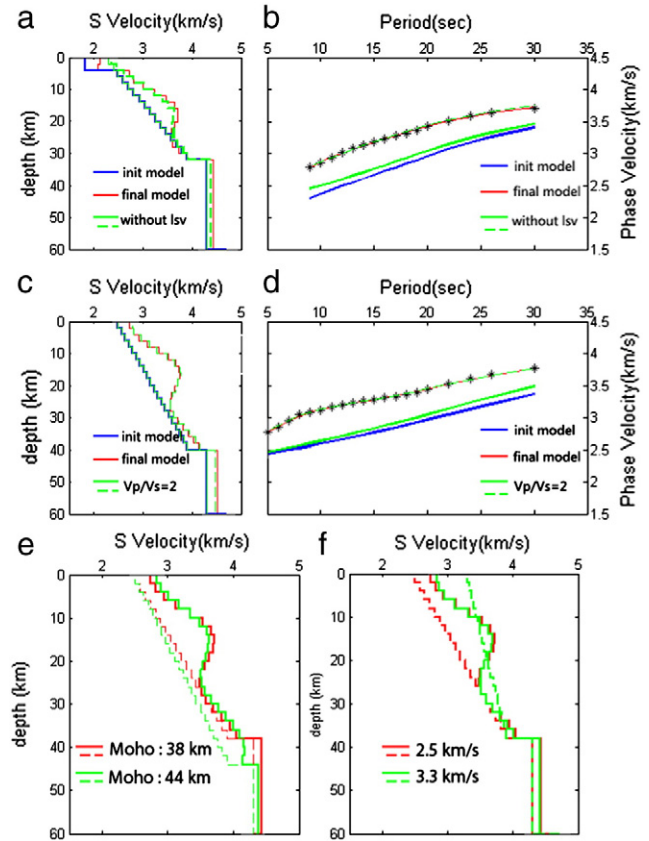 a
S Velocity(km/s)
2 3 4 5
0
10
20
30
40
50
60
depth (km)
init model
final model
without lsv
b
Period(sec)
5 10 15 20 25 30 35
4.5
4
3.5
3
2.5
2
1.5
Phase Velocity(km/s)
init model
final model
without lsv
c
S Velocity(km/s)
2 3 4 5
0
10
20
30
40
50
60
depth (km)
init model
final model
Vp/Vs=2
d
Period(sec)
5 10 15 20 25 30 35
4.5
4
3.5
3
2.5
2
1.5
Phase Velocity(km/s)
init model
final model
Vp/Vs=2
e
S Velocity(km/s)
2 3 4 5
0
10
20
30
40
50
60
depth (km)
Moho : 38 km
Moho : 44 km
f
S Velocity(km/s)
2 3 4 5
0
10
20
30
40
50
60
depth (km)
2.5 km/s
3.3 km/s